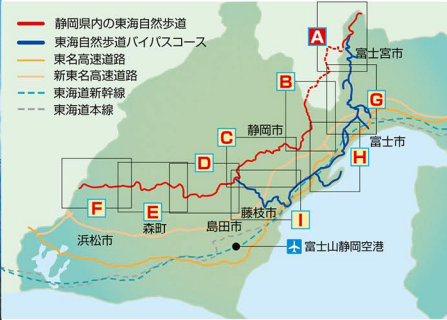 静岡県内の東海自然歩道
東海自然歩道バイパスコース
東名高速道路
新東名高速道路
東海道新幹線
東海道本線
A
富士宮市
B
G
静岡市
富士市
C
D
H
F
E
藤枝市
I
島田市
森町
浜松市
富士山静岡空港